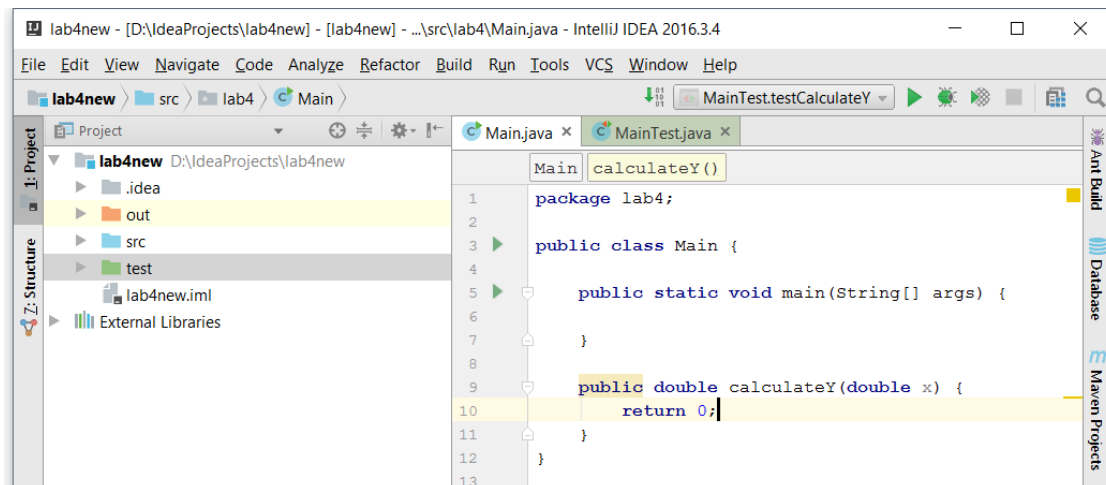 lab4new - [D:\IdeaProjects\lab4new] - [lab4new] - ...\src\lab4\Main.java - IntelliJ IDEA 2016.3.4
File Edit View Navigate Code Analyze Refactor Build Run Tools VCS Window Help
lab4new src lab4 Main MainTest.testCalculateY
Project
Main.java MainTest.java
Main calculateY()
lab4new D:\IdeaProjects\lab4new
.idea
out
src
test
lab4new.iml
External Libraries
1 package lab4;
2
3 public class Main {
4
5 public static void main(String[] args) {
6
7 }
8
9 public double calculateY(double x) {
10 return 0;
11 }
12 }
13
1: Project
7: Structure
Ant Build
Database
Maven Projects